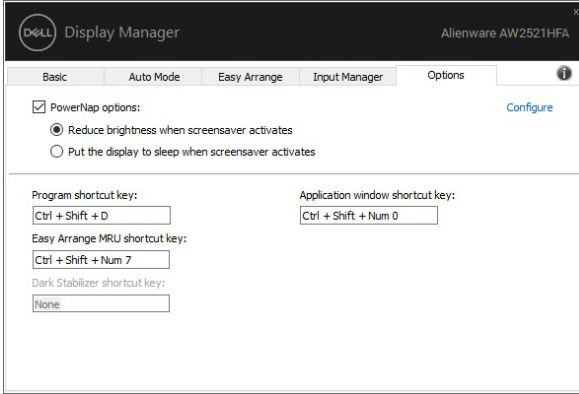 DELL Display Manager
Alienware AW2521HFA
Basic Auto Mode Easy Arrange Input Manager Options
PowerNap options:
Configure
Reduce brightness when screensaver activates
Put the display to sleep when screensaver activates
Program shortcut key:
Ctrl + Shift + D
Easy Arrange MRU shortcut key:
Ctrl + Shift + Num 7
Dark Stabilizer shortcut key:
None
Application window shortcut key:
Ctrl + Shift + Num 0